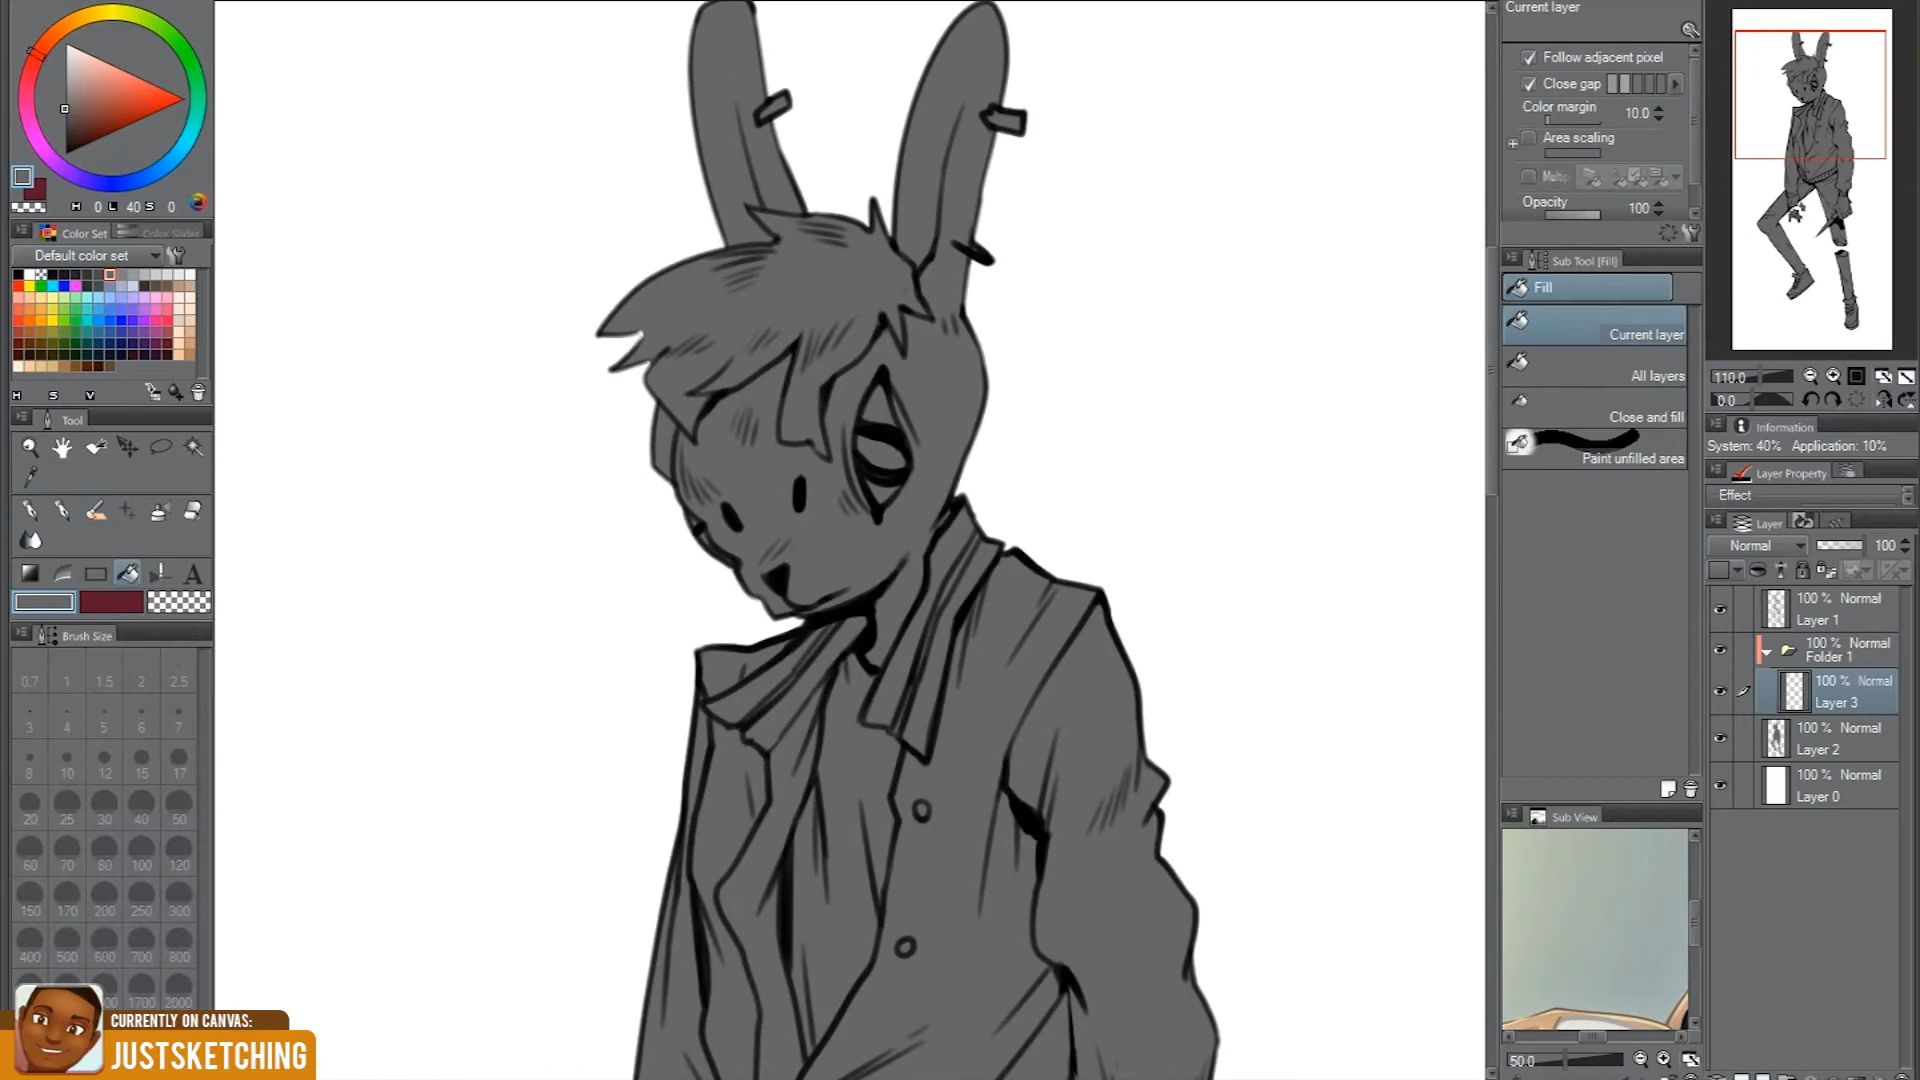 H 0 L 40 S 0
Color Set
Color Slider
Default color set
H S V
Tool
Brush Size
0.7 1 1.5 2 2.5
3 4 5 6 7
8 10 12 15 17
20 25 30 40 50
60 70 80 100 120
150 170 200 250 300
400 500 600 700 800
1700 2000
CURRENTLY ON CANVAS:
JUSTSKETCHING
Current layer
Follow adjacent pixel
Close gap
Color margin 10.0
Area scaling
Opacity 100
Sub Tool [Fill]
Fill
Current layer
All layers
Close and fill
Paint unfilled area
Sub View
50.0
110.0
0.0
Information
System: 40% Application: 10%
Layer Property
Effect
Layer
Normal 100
100 % Normal
Layer 1
100 % Normal
Folder 1
100 % Normal
Layer 3
100 % Normal
Layer 2
100 % Normal
Layer 0